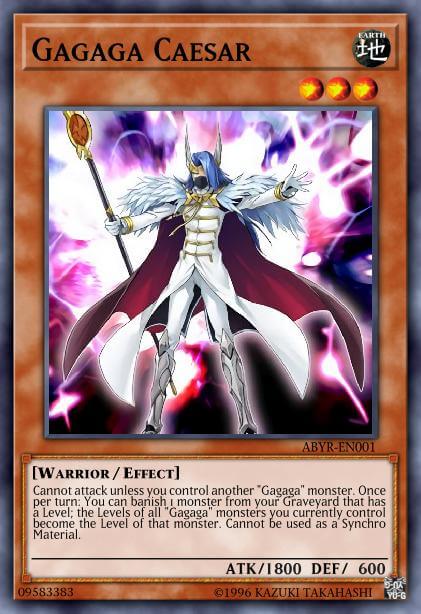 Gagaga Caesar
EARTH
地
ABYR-EN001
[Warrior / Effect]
Cannot attack unless you control another "Gagaga" monster. Once
per turn: You can banish 1 monster from your Graveyard that has
a Level; the Levels of all "Gagaga" monsters you currently control
become the Level of that monster. Cannot be used as a Synchro
Material.
ATK/1800 DEF/ 600
09583383
©1996 KAZUKI TAKAHASHI